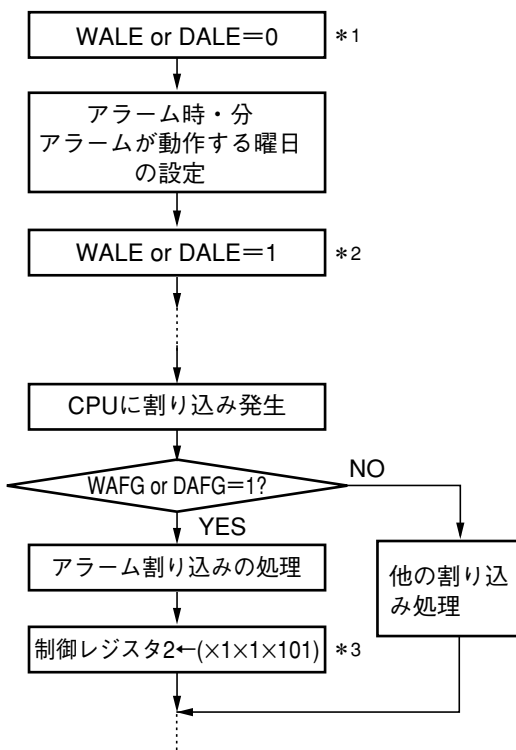 WALE or DALE=0 *1
アラーム時・分
アラームが動作する曜日
の設定
WALE or DALE=1 *2
CPUに割り込み発生
WAFG or DAFG=1?
NO
YES
アラーム割り込みの処理
他の割り込
み処理
制御レジスタ2←(×1×1×101) *3